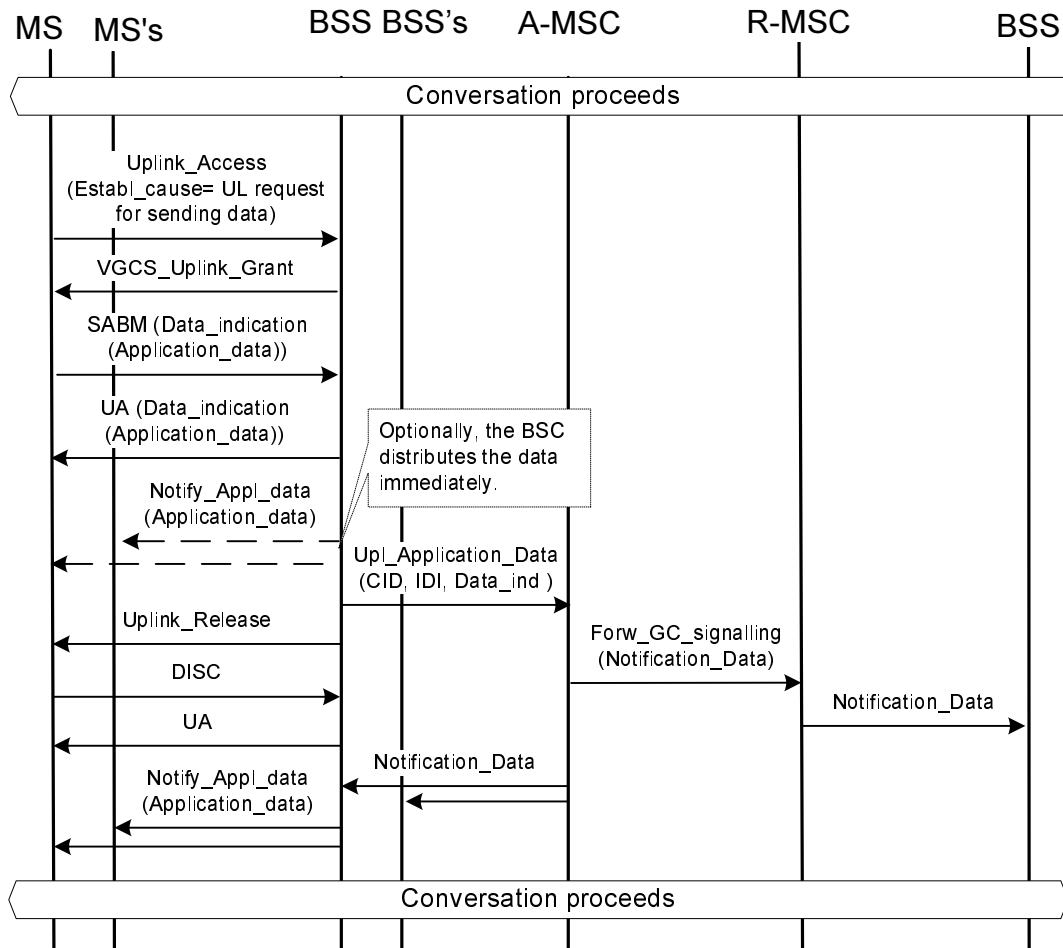 MS MS's BSS BSS's A-MSC R-MSC BSS
Conversation proceeds
Uplink_Access
(Establ_cause= UL request
for sending data)
VGCS_Uplink_Grant
SABM (Data_indication
(Application_data))
UA (Data_indication
(Application_data))
Optionally, the BSC
distributes the data
immediately.
Notify_Appl_data
(Application_data)
Upl_Application_Data
(CID, IDI, Data_ind )
Uplink_Release
Forw_GC_signalling
(Notification_Data)
DISC
Notification_Data
UA
Notification_Data
Notify_Appl_data
(Application_data)
Conversation proceeds